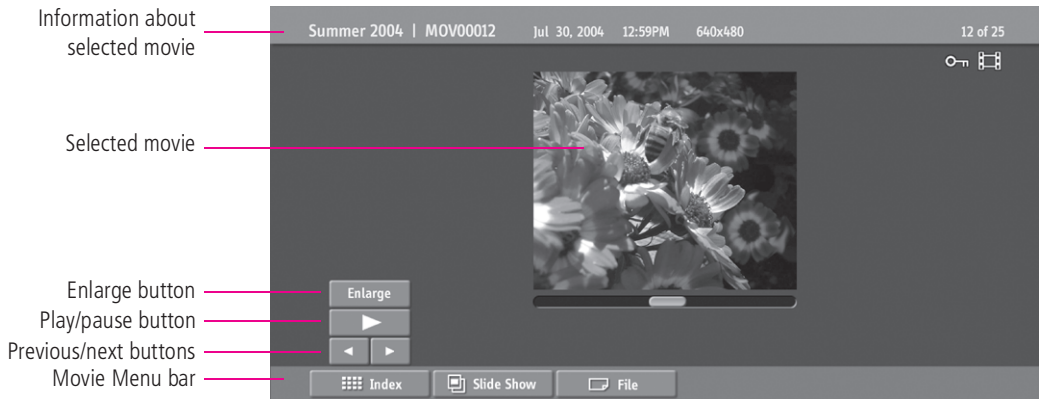 Information about
selected movie
Summer 2004 | MOV00012 Jul 30, 2004 12:59PM 640x480 12 of 25
Selected movie
Enlarge button
Enlarge
Play/pause button
Previous/next buttons
Movie Menu bar
Index Slide Show File